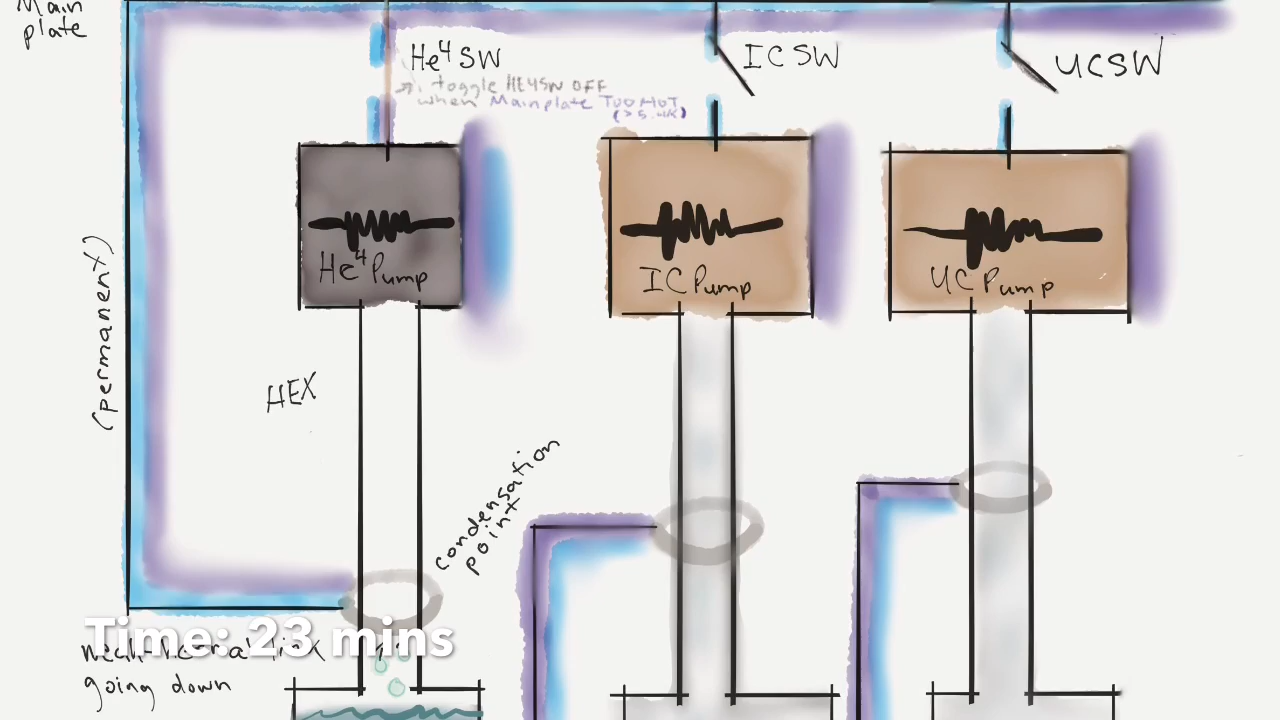 Main
plate
He⁴SW
ICSW
UCSW
toggle HE4SW OFF
when Mainplate TOO HOT
(>5.4K)
He⁴ Pump
IC Pump
UC Pump
(permanent)
HEX
condensation
point
Time: 23 mins
going down